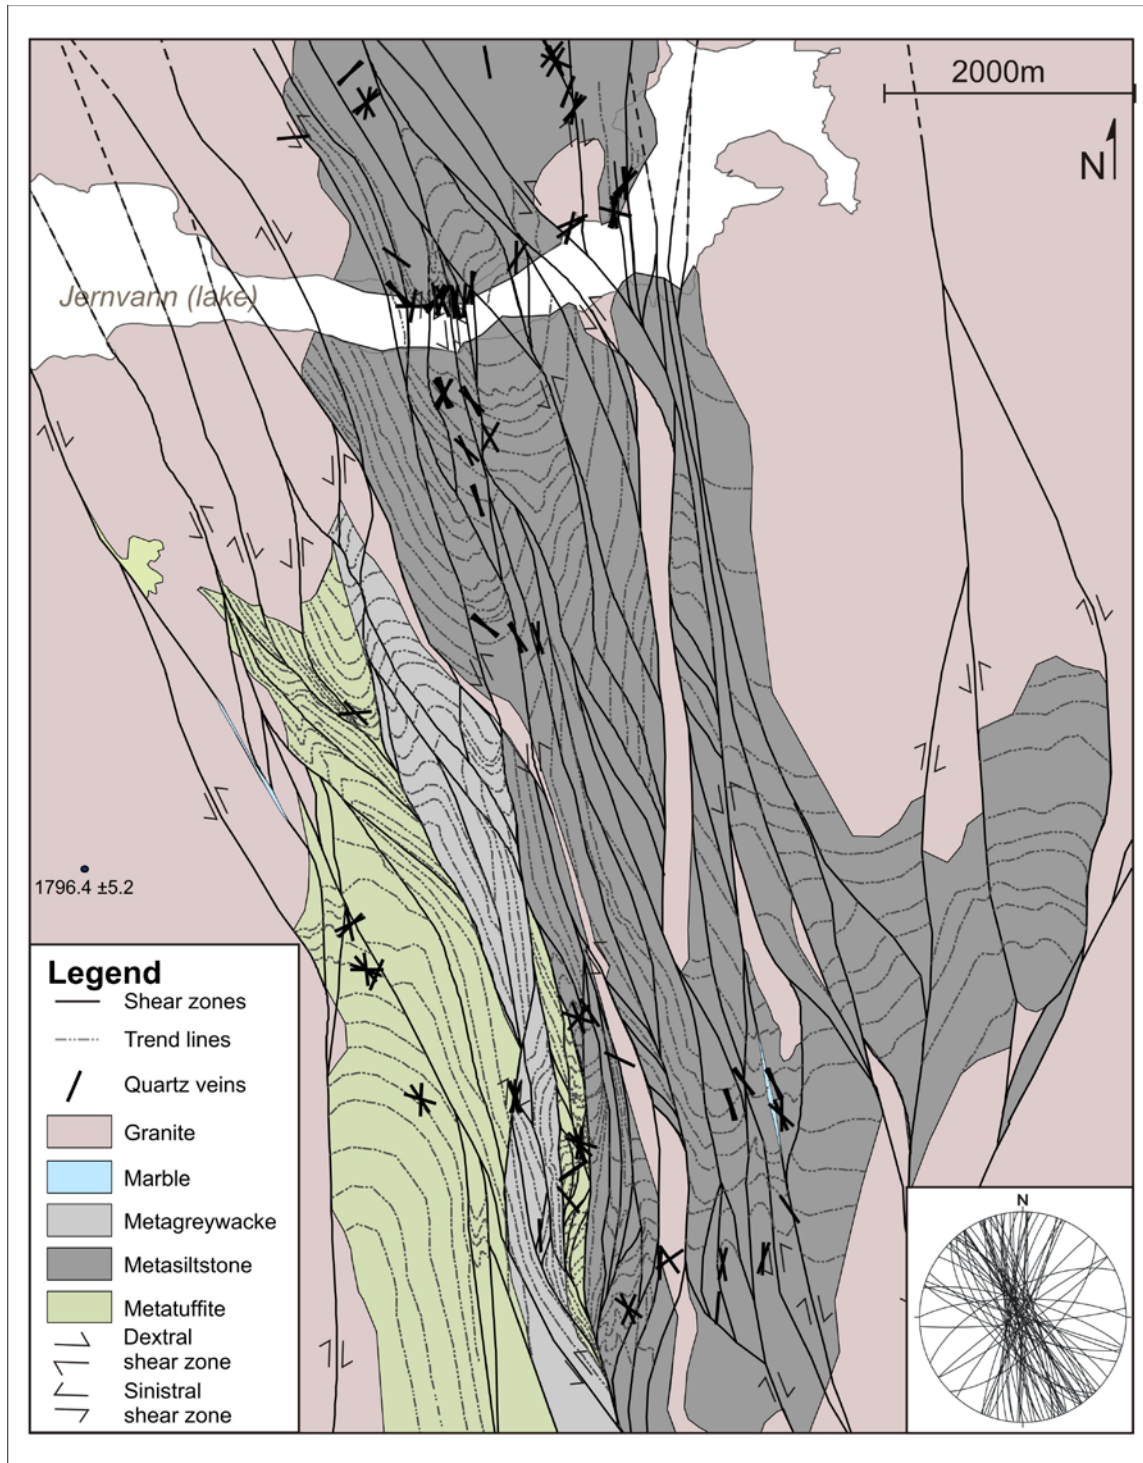 2000m
N
Jernvann (lake)
1796.4 ±5.2
Legend
Shear zones
Trend lines
Quartz veins
Granite
Marble
Metagreywacke
Metasiltstone
Metatuffite
Dextral
shear zone
Sinistral
shear zone
N